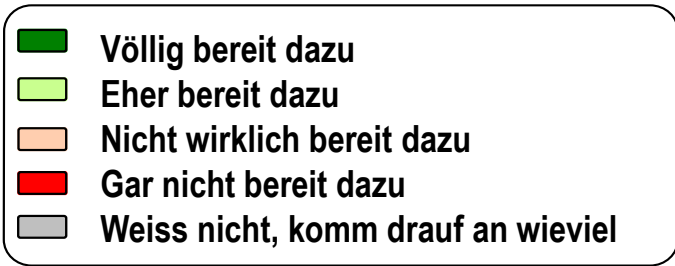 Völlig bereit dazu
Eher bereit dazu
Nicht wirklich bereit dazu
Gar nicht bereit dazu
Weiss nicht, komm drauf an wieviel